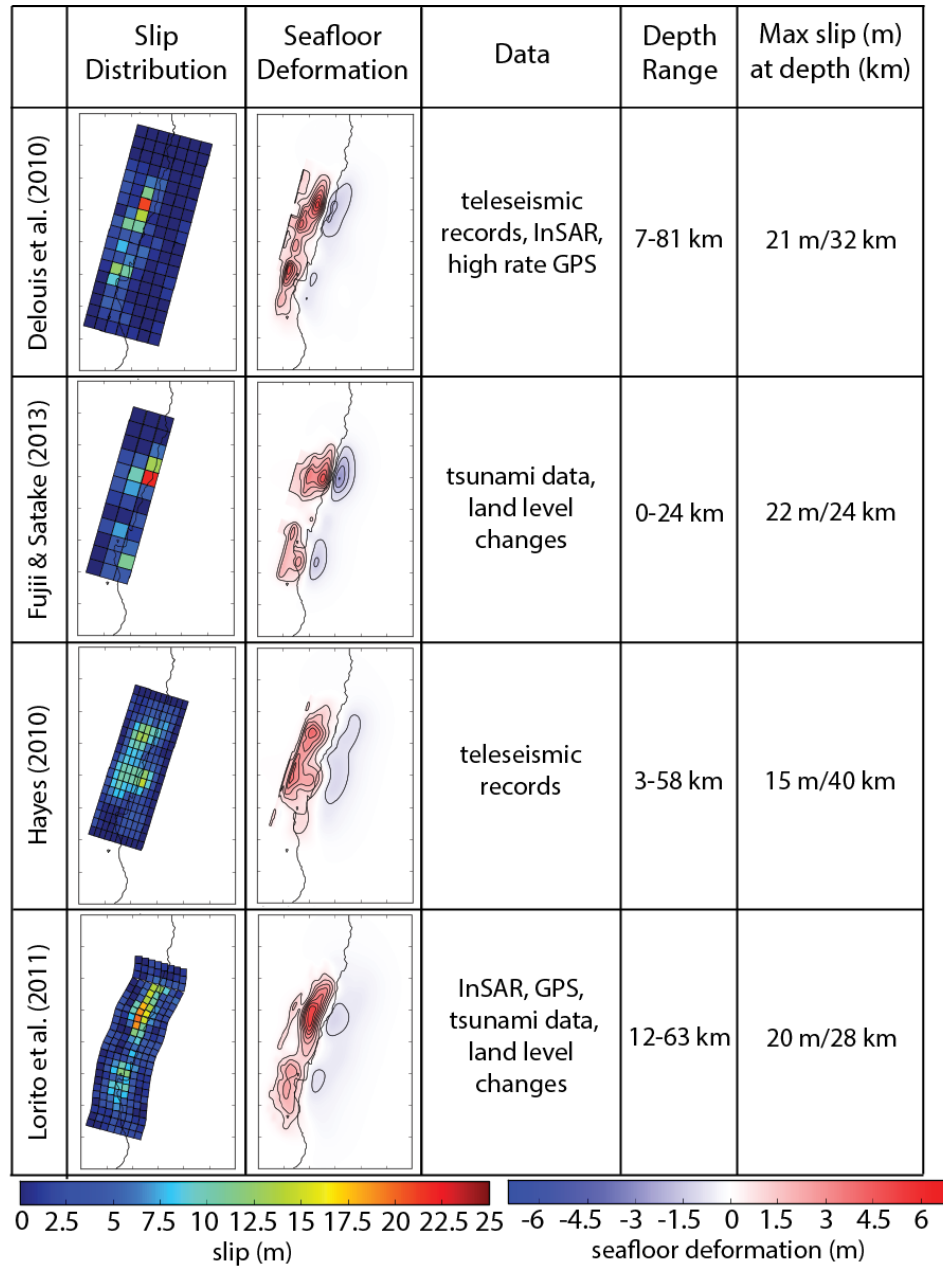 Slip
Distribution
Seafloor
Deformation
Data
Depth
Range
Max slip (m)
at depth (km)
Delouis et al. (2010)
teleseismic
records, InSAR,
high rate GPS
7-81 km
21 m/32 km
Fujii & Satake (2013)
tsunami data,
land level
changes
0-24 km
22 m/24 km
Hayes (2010)
teleseismic
records
3-58 km
15 m/40 km
Lorito et al. (2011)
InSAR, GPS,
tsunami data,
land level
changes
12-63 km
20 m/28 km
0 2.5 5 7.5 10 12.5 15 17.5 20 22.5 25
slip (m)
-6 -4.5 -3 -1.5 0 1.5 3 4.5 6
seafloor deformation (m)